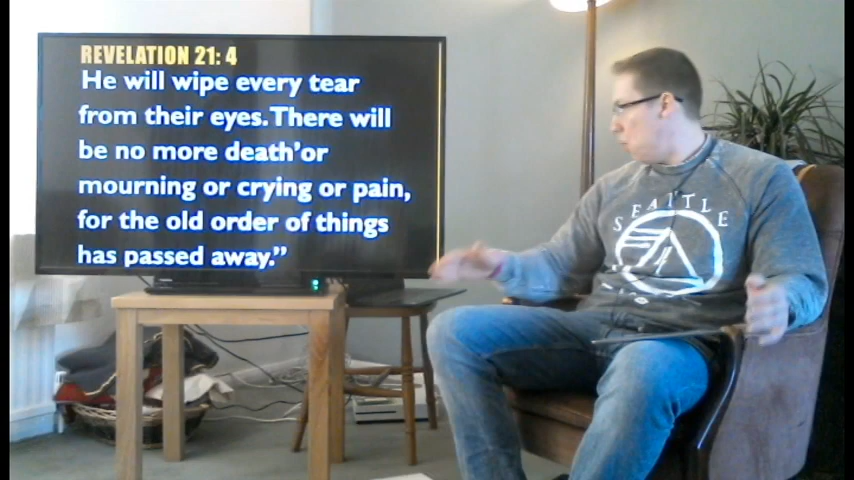 REVELATION 21: 4
He will wipe every tear
from their eyes.There will
be no more death'or
mourning or crying or pain,
for the old order of things
has passed away.”
SEATTLE